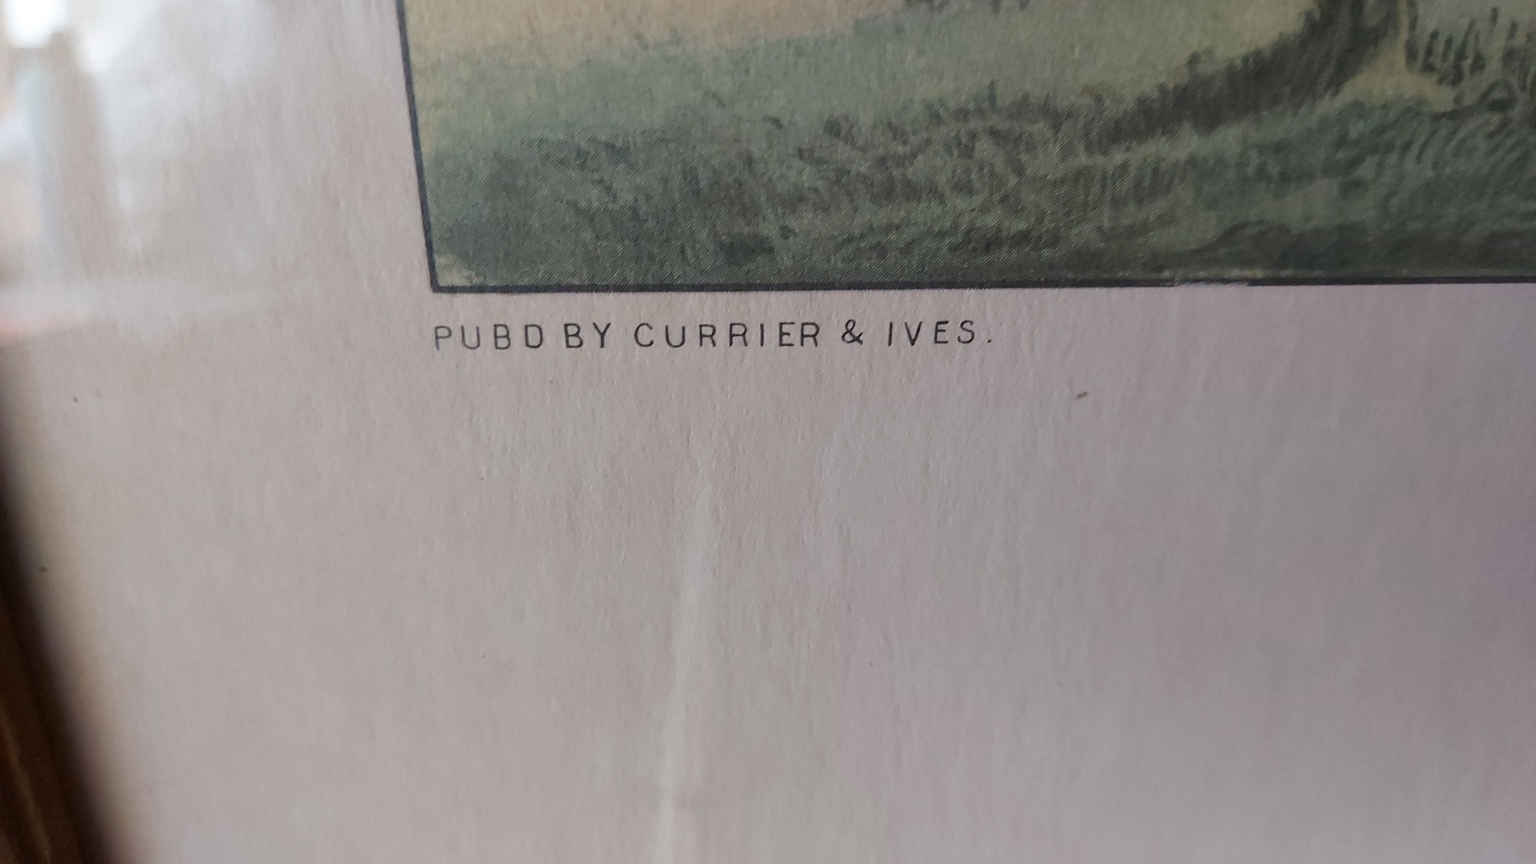 PUBD BY CURRIER & IVES.